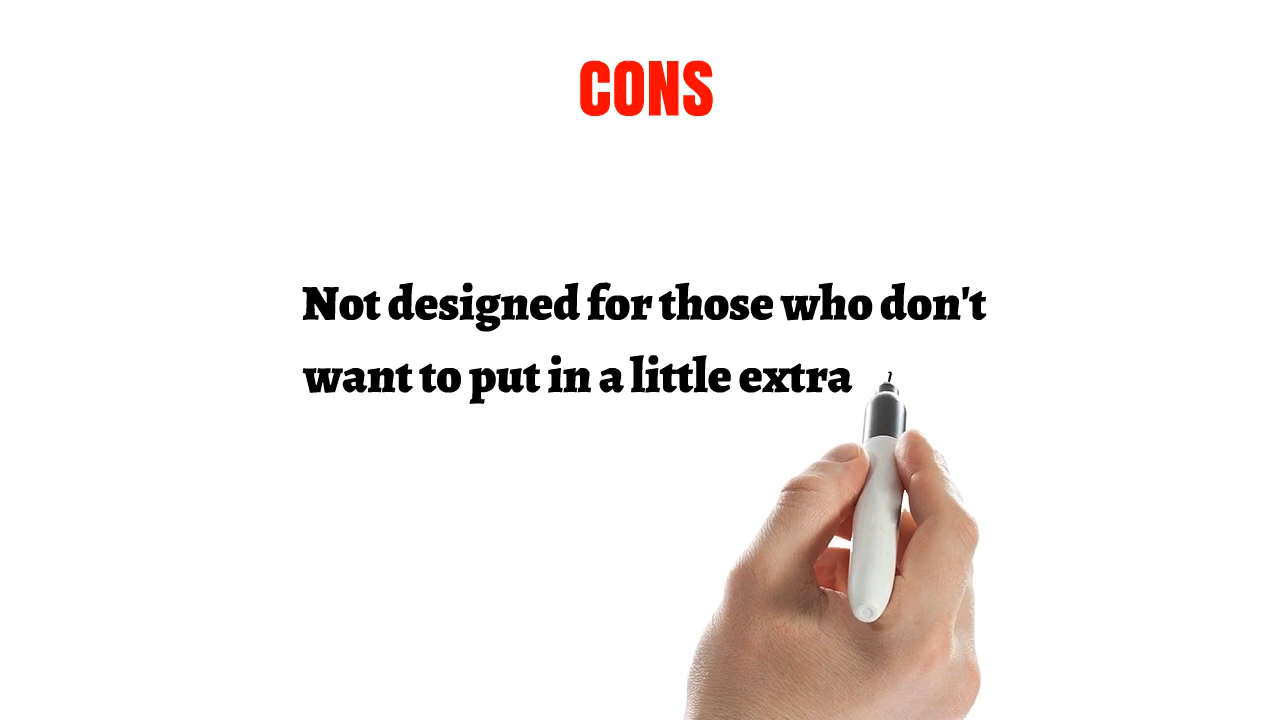 CONS
Not designed for those who don't
want to put in a little extra